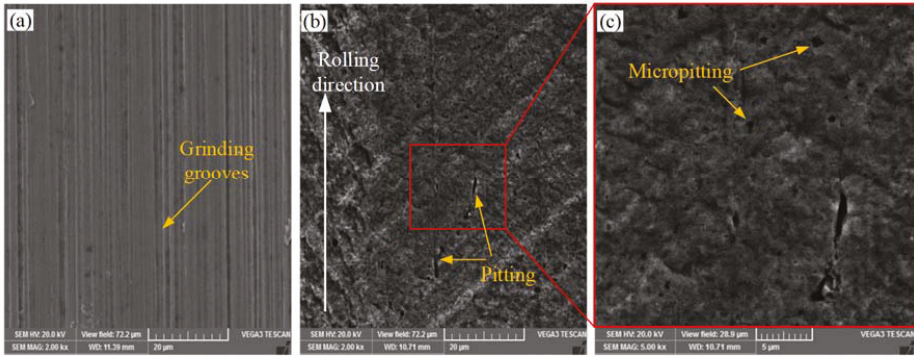 (a)
Grinding
grooves
SEM HV: 20.0 kV View field: 72.2 μm VEGA3 TESCAN
SEM MAG: 2.00 kx WD: 11.39 mm 20 μm
(b)
Rolling
direction
Pitting
SEM HV: 20.0 kV View field: 72.2 μm VEGA3 TESCAN
SEM MAG: 2.00 kx WD: 10.71 mm 20 μm
(c)
Micropitting
SEM HV: 20.0 kV View field: 28.9 μm VEGA3 TESCAN
SEM MAG: 5.00 kx WD: 10.71 mm 5 μm